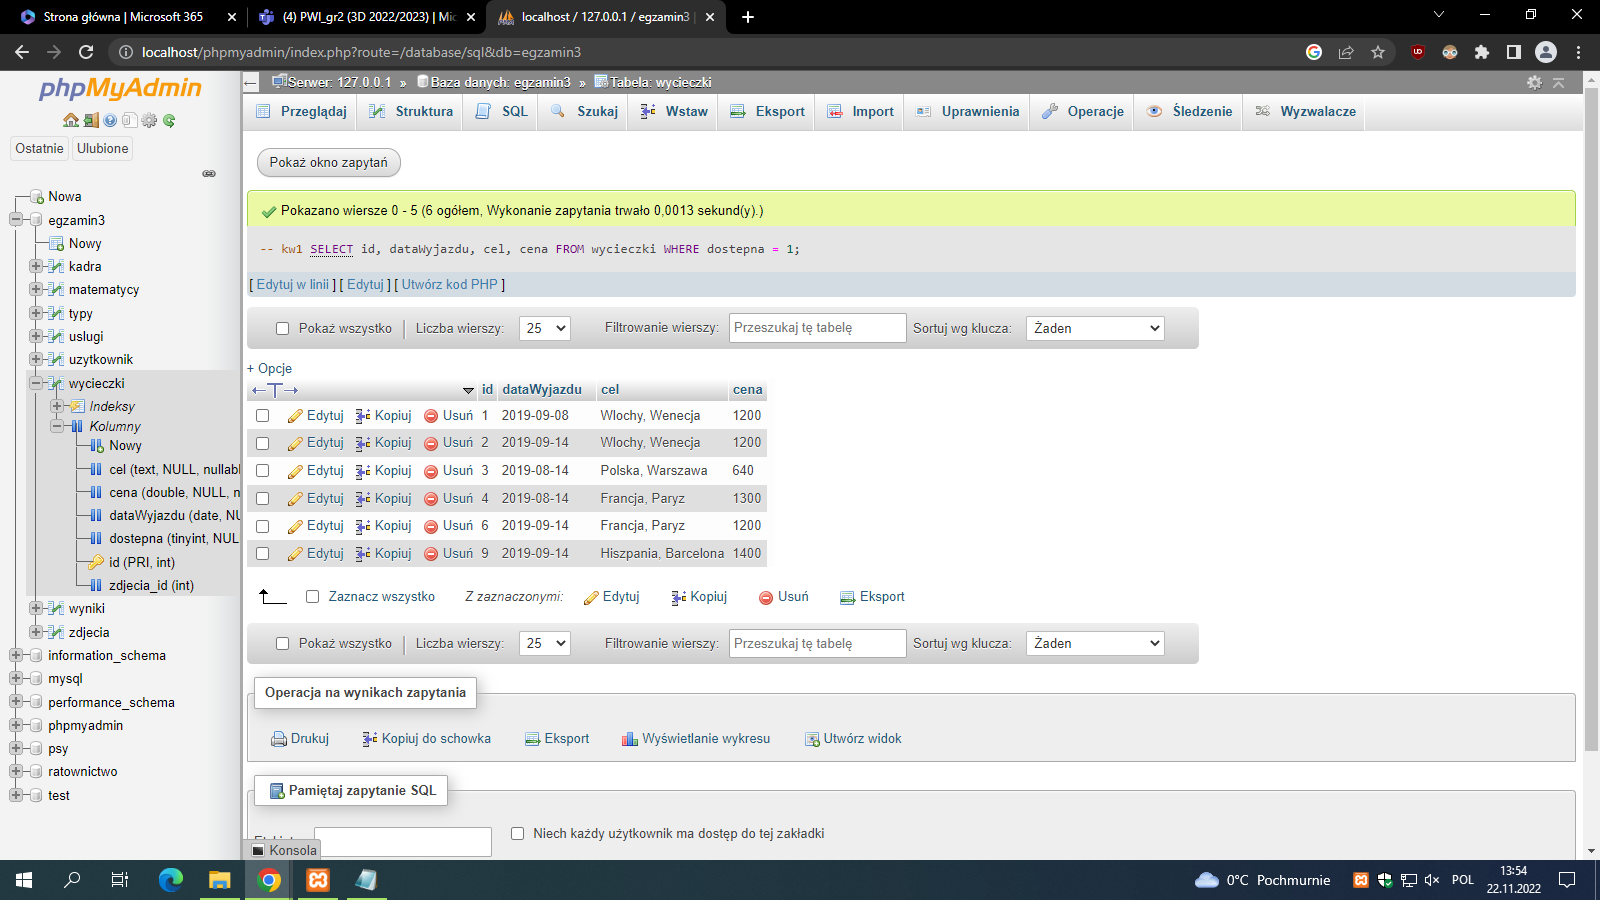 Strona główna | Microsoft 365
(4) PWI_gr2 (3D 2022/2023) | Mic
localhost / 127.0.0.1 / egzamin3 |
localhost/phpmyadmin/index.php?route=/database/sql&db=egzamin3
phpMyAdmin
Ostatnie
Ulubione
Nowa
egzamin3
Nowy
kadra
matematycy
typy
uslugi
uzytkownik
wycieczki
Indeksy
Kolumny
Nowy
cel (text, NULL, nullabl
cena (double, NULL, n
dataWyjazdu (date, NU
dostepna (tinyint, NUL
id (PRI, int)
zdjecia_id (int)
wyniki
zdjecia
information_schema
mysql
performance_schema
phpmyadmin
psy
ratownictwo
test
Serwer: 127.0.0.1 » Baza danych: egzamin3 » Tabela: wycieczki
Przeglądaj Struktura SQL Szukaj Wstaw Eksport Import Uprawnienia Operacje Śledzenie Wyzwalacze
Pokaż okno zapytań
Pokazano wiersze 0 - 5 (6 ogółem, Wykonanie zapytania trwało 0,0013 sekund(y).)
-- kw1 SELECT id, dataWyjazdu, cel, cena FROM wycieczki WHERE dostepna = 1;
[ Edytuj w linii ] [ Edytuj ] [ Utwórz kod PHP ]
Pokaż wszystko | Liczba wierszy: 25 Filtrowanie wierszy: Przeszukaj tę tabelę Sortuj wg klucza: Żaden
+ Opcje
←T→ id dataWyjazdu cel cena
Edytuj Kopiuj Usuń 1 2019-09-08 Wlochy, Wenecja 1200
Edytuj Kopiuj Usuń 2 2019-09-14 Wlochy, Wenecja 1200
Edytuj Kopiuj Usuń 3 2019-08-14 Polska, Warszawa 640
Edytuj Kopiuj Usuń 4 2019-08-14 Francja, Paryz 1300
Edytuj Kopiuj Usuń 6 2019-09-14 Francja, Paryz 1200
Edytuj Kopiuj Usuń 9 2019-09-14 Hiszpania, Barcelona 1400
Zaznacz wszystko Z zaznaczonymi: Edytuj Kopiuj Usuń Eksport
Pokaż wszystko | Liczba wierszy: 25 Filtrowanie wierszy: Przeszukaj tę tabelę Sortuj wg klucza: Żaden
Operacja na wynikach zapytania
Drukuj Kopiuj do schowka Eksport Wyświetlanie wykresu Utwórz widok
Pamiętaj zapytanie SQL
Niech każdy użytkownik ma dostęp do tej zakładki
Konsola
0°C Pochmurnie
POL
13:54
22.11.2022